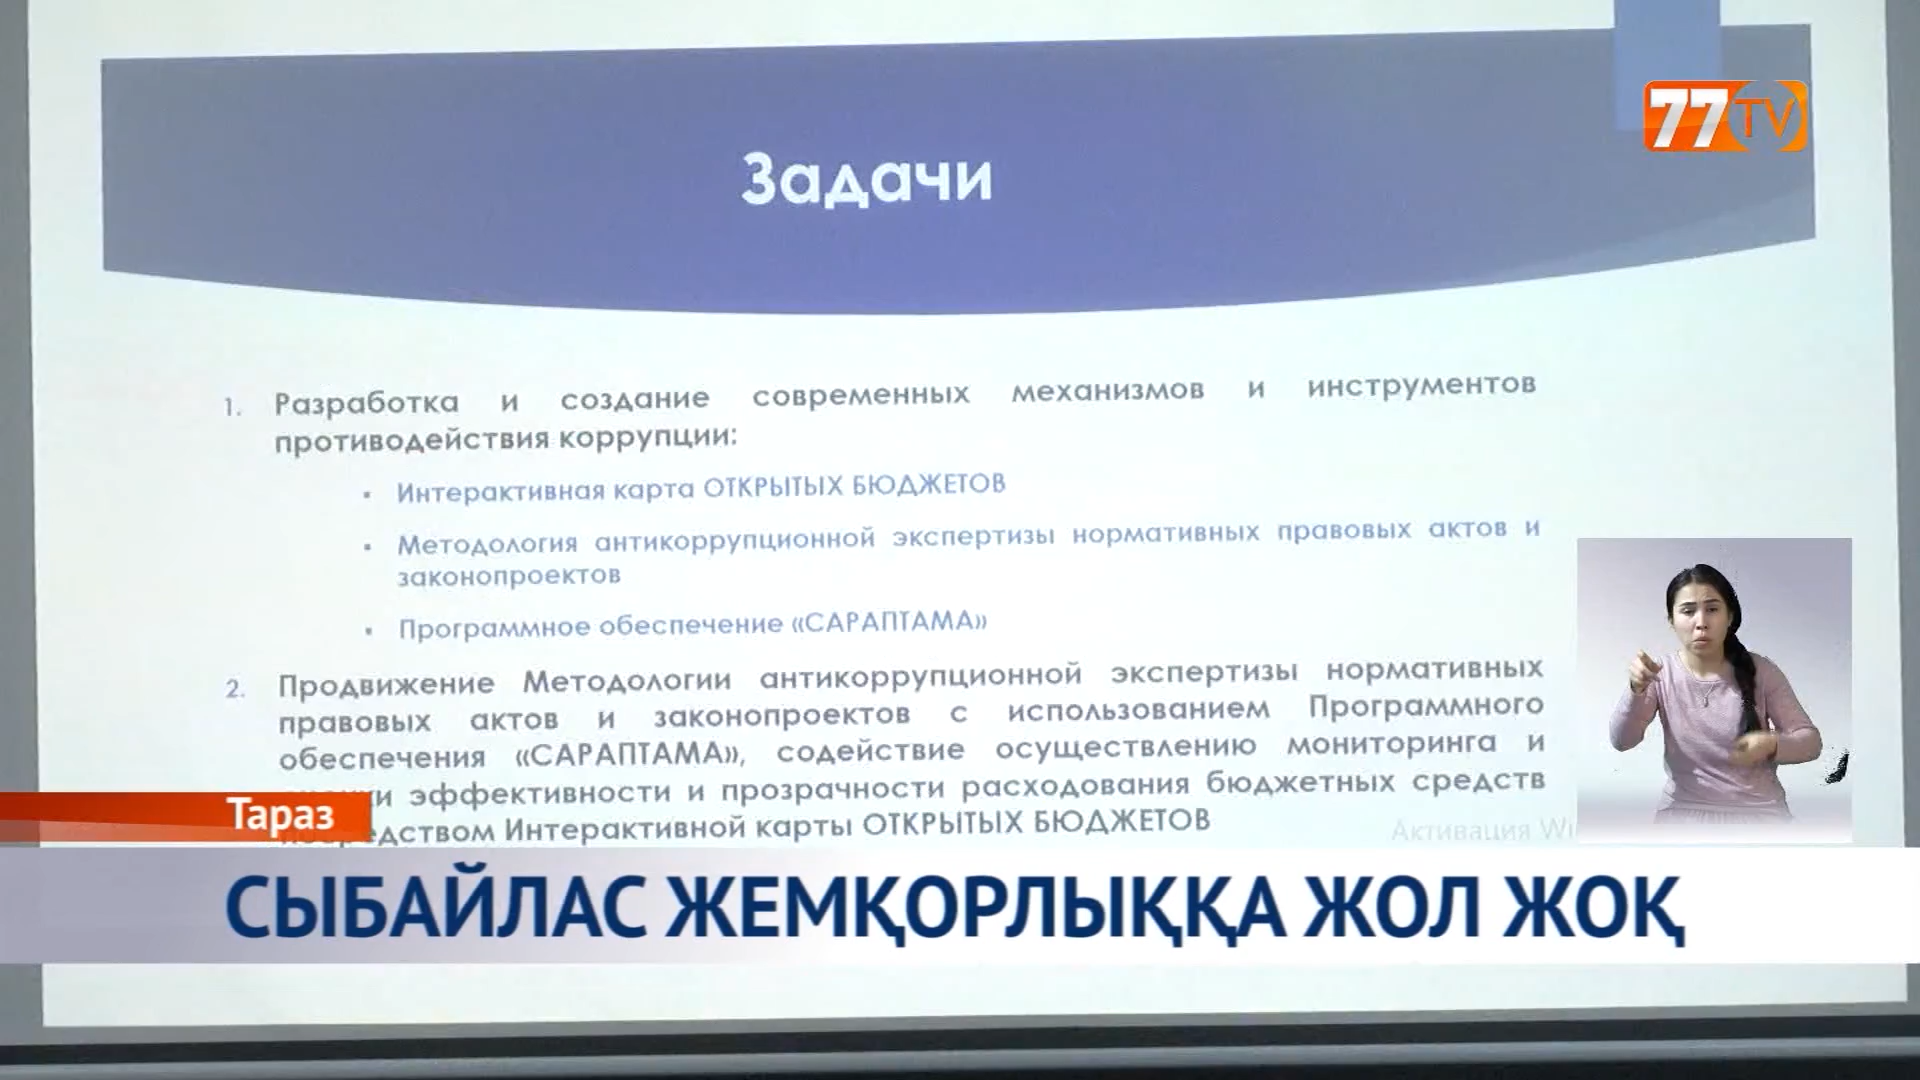 77TV
Задачи
1. Разработка и создание современных механизмов и инструментов
противодействия коррупции:
▪ Интерактивная карта ОТКРЫТЫХ БЮДЖЕТОВ
▪ Методология антикоррупционной экспертизы нормативных правовых актов и
законопроектов
▪ Программное обеспечение «САРАПТАМА»
2. Продвижение Методологии антикоррупционной экспертизы нормативных
правовых актов и законопроектов с использованием Программного
обеспечения «САРАПТАМА», содействие осуществлению мониторинга и
эффективности и прозрачности расходования бюджетных средств
Интерактивной карты ОТКРЫТЫХ БЮДЖЕТОВ
Активация
Тараз
СЫБАЙЛАС ЖЕМҚОРЛЫҚҚА ЖОЛ ЖОҚ